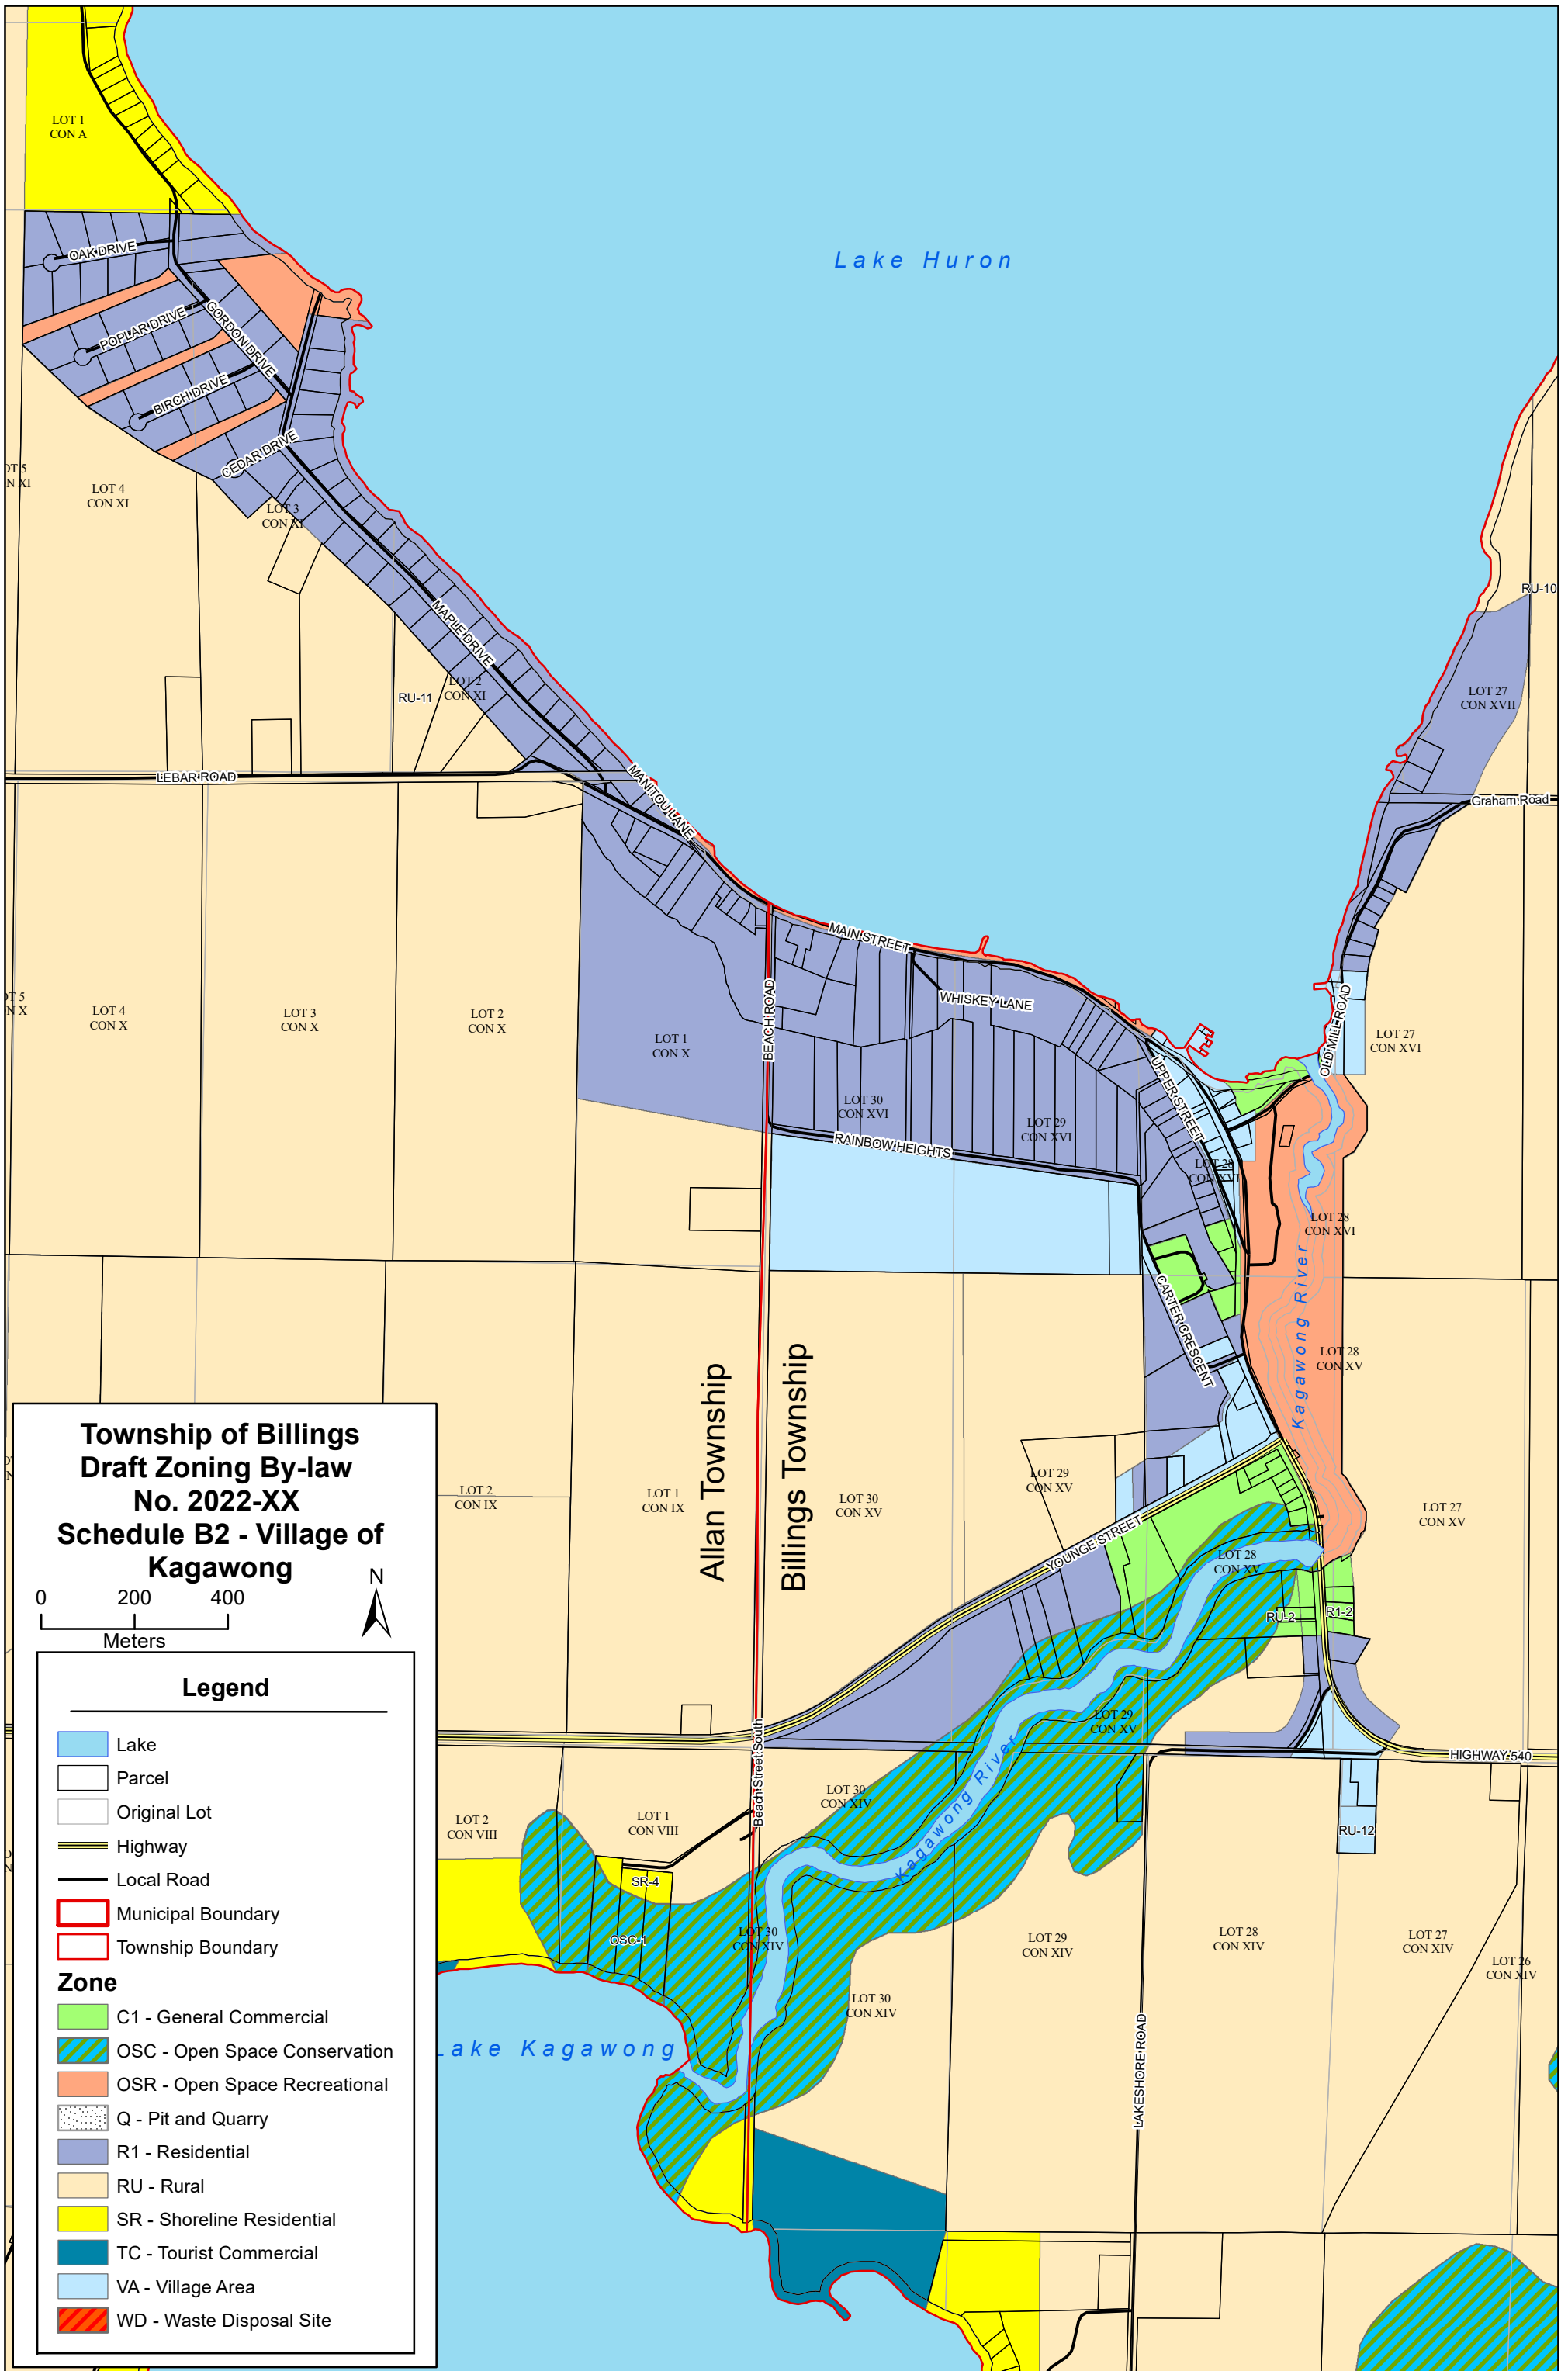 LOT 1
CON A
Lake Huron
OAK DRIVE
POPLAR DRIVE
GORDON DRIVE
BIRCH DRIVE
CEDAR DRIVE
LOT 4
CON XI
LOT 3
CON XI
RU-10
MAPLE DRIVE
LOT 2
CON XI
RU-11
LOT 27
CON XVII
LEBAR ROAD
MANITOU LANE
Graham Road
MAIN STREET
WHISKEY LANE
BEACH ROAD
OLD MILL ROAD
LOT 4
CON X
LOT 3
CON X
LOT 2
CON X
LOT 1
CON X
LOT 27
CON XVI
UPPER STREET
LOT 30
CON XVI
LOT 29
CON XVI
RAINBOW HEIGHTS
LOT 28
CON XVI
LOT 28
CON XVI
Kagawong River
CARTER CRESCENT
LOT 28
CON XV
Allan Township
Billings Township
Township of Billings
Draft Zoning By-law
No. 2022-XX
Schedule B2 - Village of
Kagawong
0 200 400
Meters
N
LOT 2
CON IX
LOT 1
CON IX
LOT 30
CON XV
LOT 29
CON XV
LOT 27
CON XV
YOUNGE STREET
LOT 28
CON XV
RU-2
R1-2
LOT 29
CON XV
HIGHWAY 540
Beach Street South
Kagawong River
LOT 2
CON VIII
LOT 1
CON VIII
LOT 30
CON XIV
RU-12
SR-4
OSC-1
LOT 30
CON XIV
LOT 29
CON XIV
LOT 28
CON XIV
LOT 27
CON XIV
LOT 26
CON XIV
LOT 30
CON XIV
Lake Kagawong
LAKESHORE ROAD
Legend
Lake
Parcel
Original Lot
Highway
Local Road
Municipal Boundary
Township Boundary
Zone
C1 - General Commercial
OSC - Open Space Conservation
OSR - Open Space Recreational
Q - Pit and Quarry
R1 - Residential
RU - Rural
SR - Shoreline Residential
TC - Tourist Commercial
VA - Village Area
WD - Waste Disposal Site